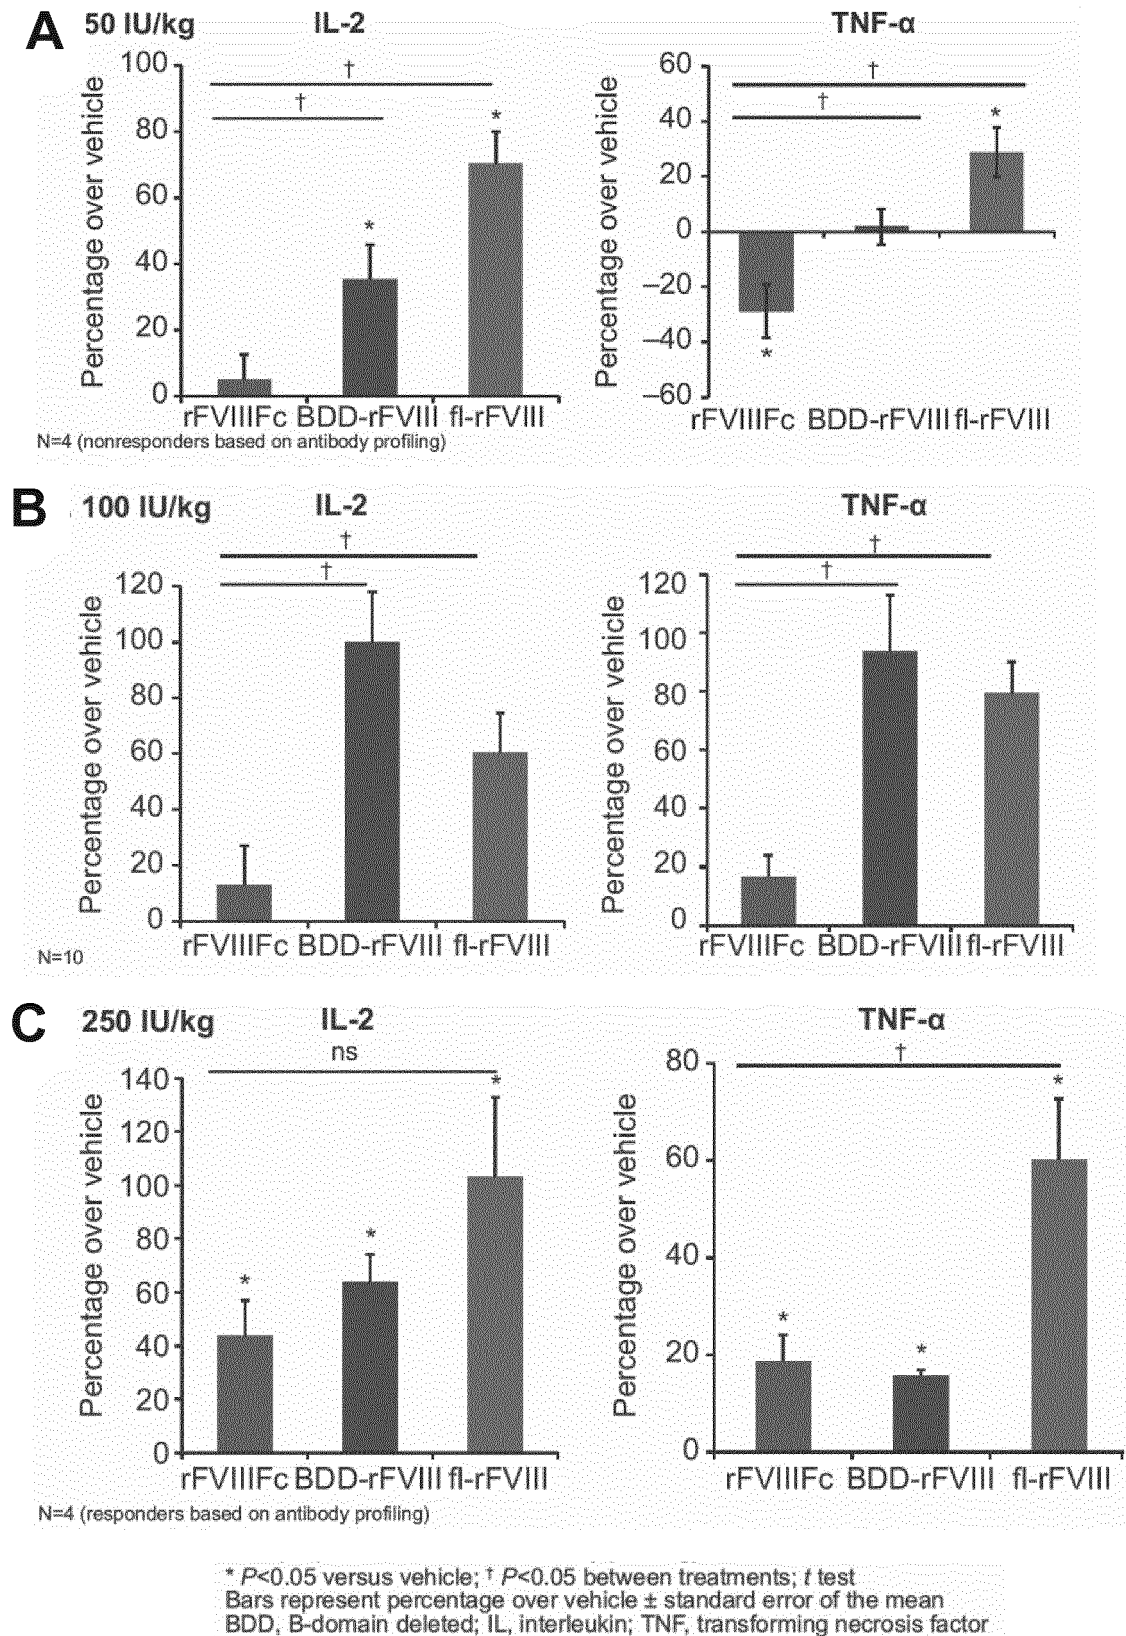 A 50 IU/kg IL-2 TNF-α
Percentage over vehicle
100
80
60
40
20
0
†
†
*
*
rFVIIIFc BDD-rFVIII fl-rFVIII
N=4 (nonresponders based on antibody profiling)
Percentage over vehicle
60
40
20
0
–20
–40
–60
†
†
*
*
rFVIIIFc BDD-rFVIII fl-rFVIII
B 100 IU/kg IL-2 TNF-α
Percentage over vehicle
120
100
80
60
40
20
0
†
†
rFVIIIFc BDD-rFVIII fl-rFVIII
N=10
Percentage over vehicle
120
100
80
60
40
20
0
†
†
rFVIIIFc BDD-rFVIII fl-rFVIII
C 250 IU/kg IL-2 TNF-α
ns
Percentage over vehicle
140
120
100
80
60
40
20
0
*
*
*
rFVIIIFc BDD-rFVIII fl-rFVIII
N=4 (responders based on antibody profiling)
Percentage over vehicle
80
60
40
20
0
†
*
*
*
rFVIIIFc BDD-rFVIII fl-rFVIII
* P<0.05 versus vehicle; † P<0.05 between treatments; t test
Bars represent percentage over vehicle ± standard error of the mean
BDD, B-domain deleted; IL, interleukin; TNF, transforming necrosis factor